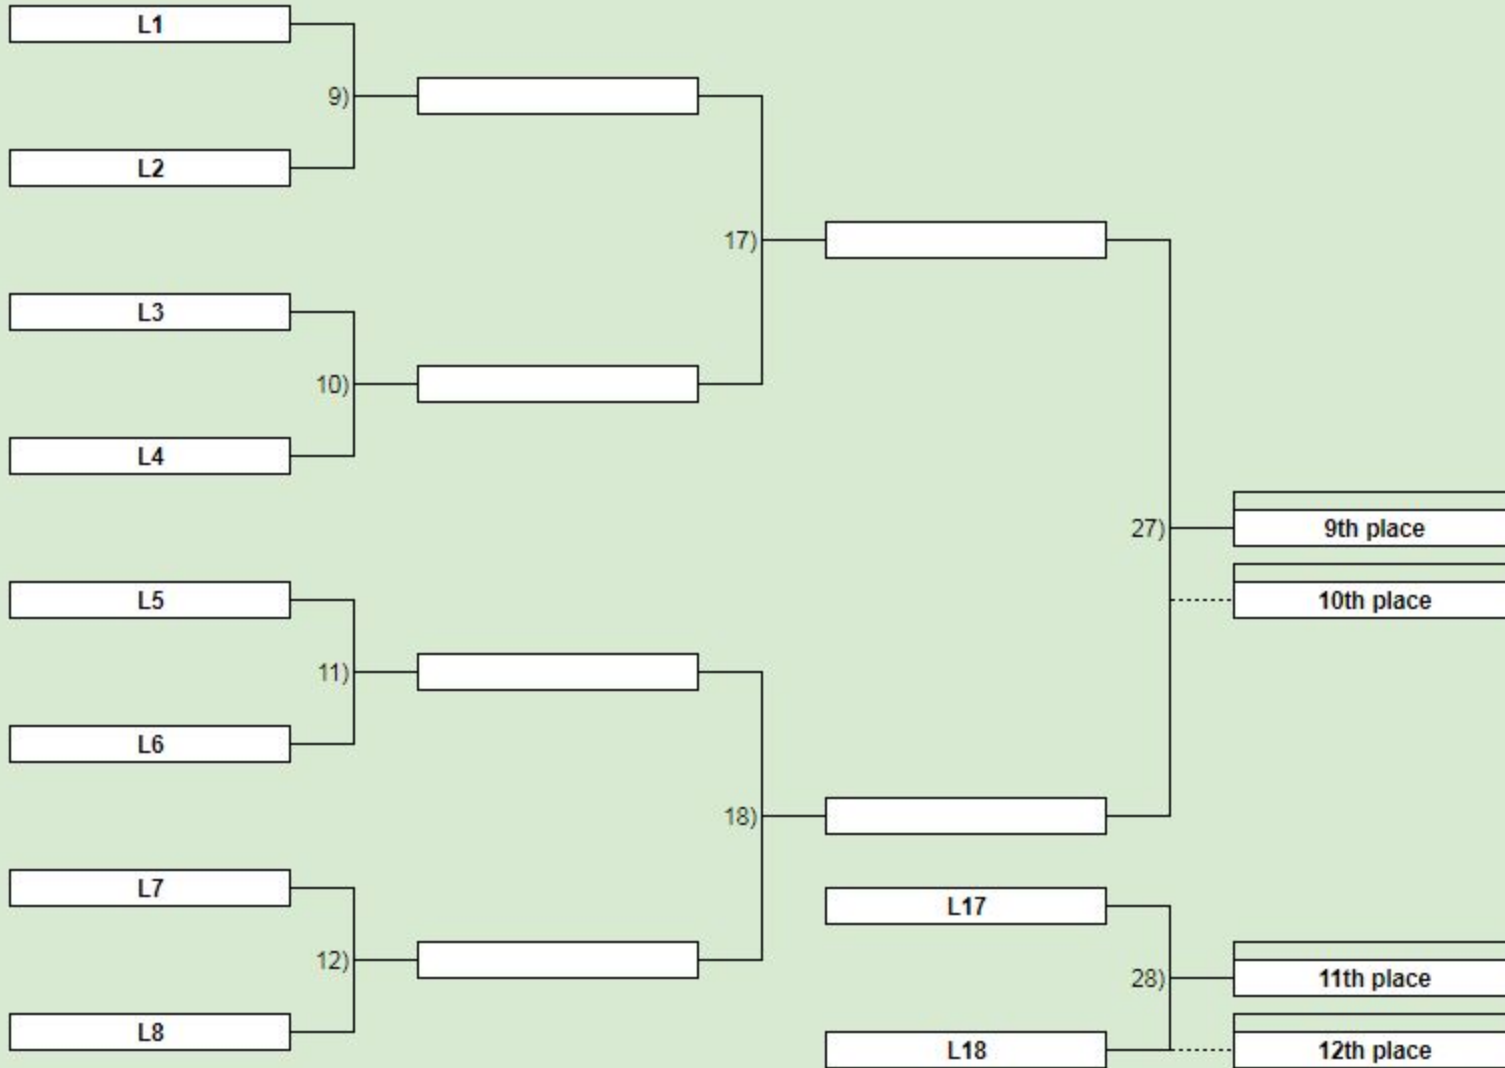 L1
9)
L2
17)
L3
10)
L4
27)
9th place
10th place
L5
11)
L6
18)
L7
L17
12)
28)
11th place
L8
L18
12th place